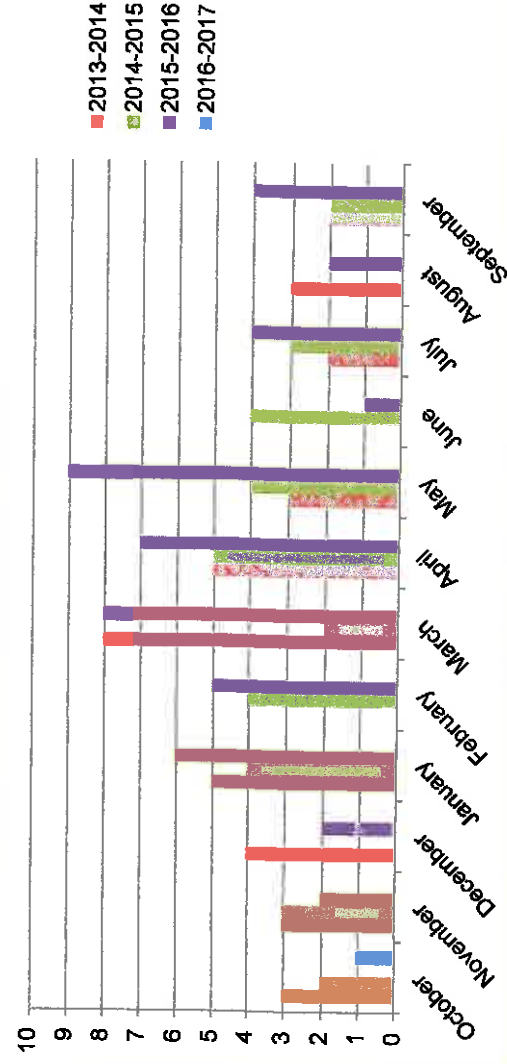 10
9
8
7
6
5
4
3
2
1
0
October
November
December
January
February
March
April
May
June
July
August
September
2013-2014
2014-2015
2015-2016
2016-2017